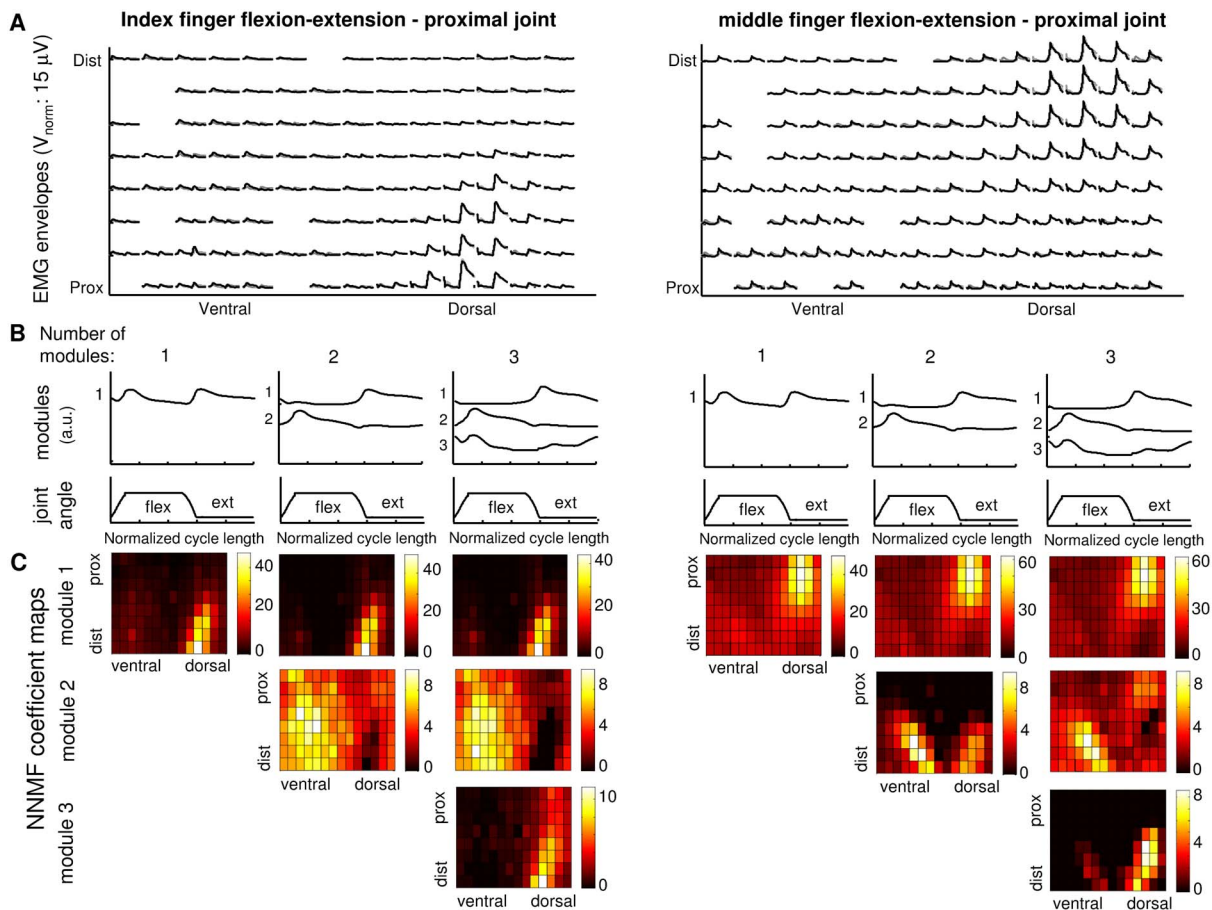 A
Index finger flexion-extension - proximal joint
middle finger flexion-extension - proximal joint
EMG envelopes (Vnorm: 15 μV)
Dist
Prox
Ventral
Dorsal
Dist
Prox
Ventral
Dorsal
B
Number of
modules:
1
2
3
1
2
3
modules
(a.u.)
1
1
2
1
2
3
1
1
2
1
2
3
joint
angle
flex
ext
flex
ext
flex
ext
flex
ext
flex
ext
flex
ext
Normalized cycle length
Normalized cycle length
Normalized cycle length
Normalized cycle length
Normalized cycle length
Normalized cycle length
C
NNMF coefficient maps
module 1
prox
dist
ventral
dorsal
40
20
0
40
20
0
40
20
0
ventral
dorsal
40
20
0
60
30
0
60
30
0
prox
dist
module 2
prox
dist
ventral
dorsal
8
4
0
8
4
0
prox
dist
ventral
dorsal
8
4
0
8
4
0
module 3
prox
dist
ventral
dorsal
10
5
0
prox
dist
ventral
dorsal
8
4
0